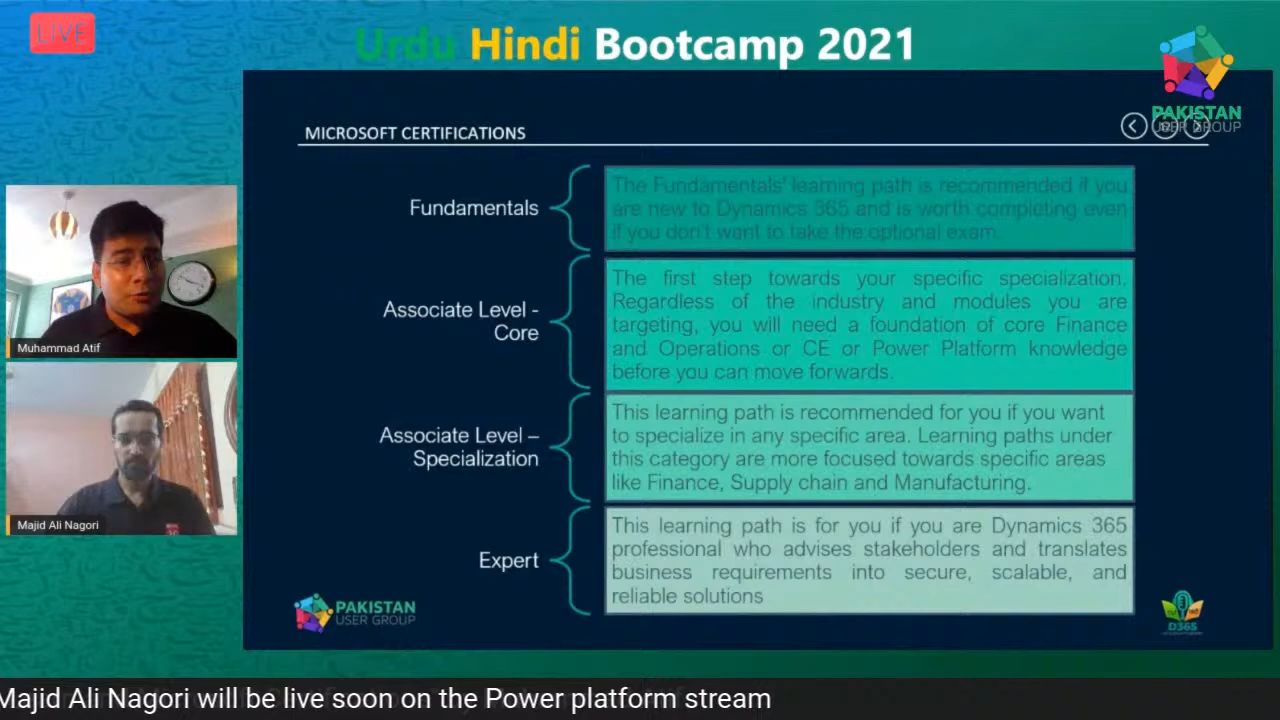 LIVE
Urdu Hindi Bootcamp 2021
PAKISTAN
USER GROUP
MICROSOFT CERTIFICATIONS
Fundamentals
The Fundamentals' learning path is recommended if you
are new to Dynamics 365 and is worth completing even
if you don't want to take the optional exam.
Associate Level -
Core
The first step towards your specific specialization.
Regardless of the industry and modules you are
targeting, you will need a foundation of core Finance
and Operations or CE or Power Platform knowledge
before you can move forwards.
Associate Level –
Specialization
This learning path is recommended for you if you want
to specialize in any specific area. Learning paths under
this category are more focused towards specific areas
like Finance, Supply chain and Manufacturing.
Expert
This learning path is for you if you are Dynamics 365
professional who advises stakeholders and translates
business requirements into secure, scalable, and
reliable solutions
Muhammad Atif
Majid Ali Nagori
PAKISTAN
USER GROUP
D365
Majid Ali Nagori will be live soon on the Power platform stream